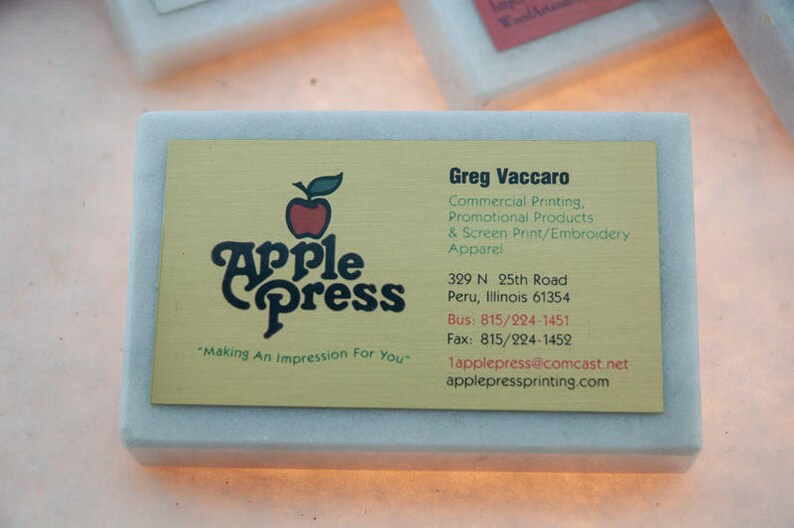 Apple
Press
"Making An Impression For You"
Greg Vaccaro
Commercial Printing,
Promotional Products
& Screen Print/Embroidery
Apparel
329 N 25th Road
Peru, Illinois 61354
Bus: 815/224-1451
Fax: 815/224-1452
1applepress@comcast.net
applepressprinting.com